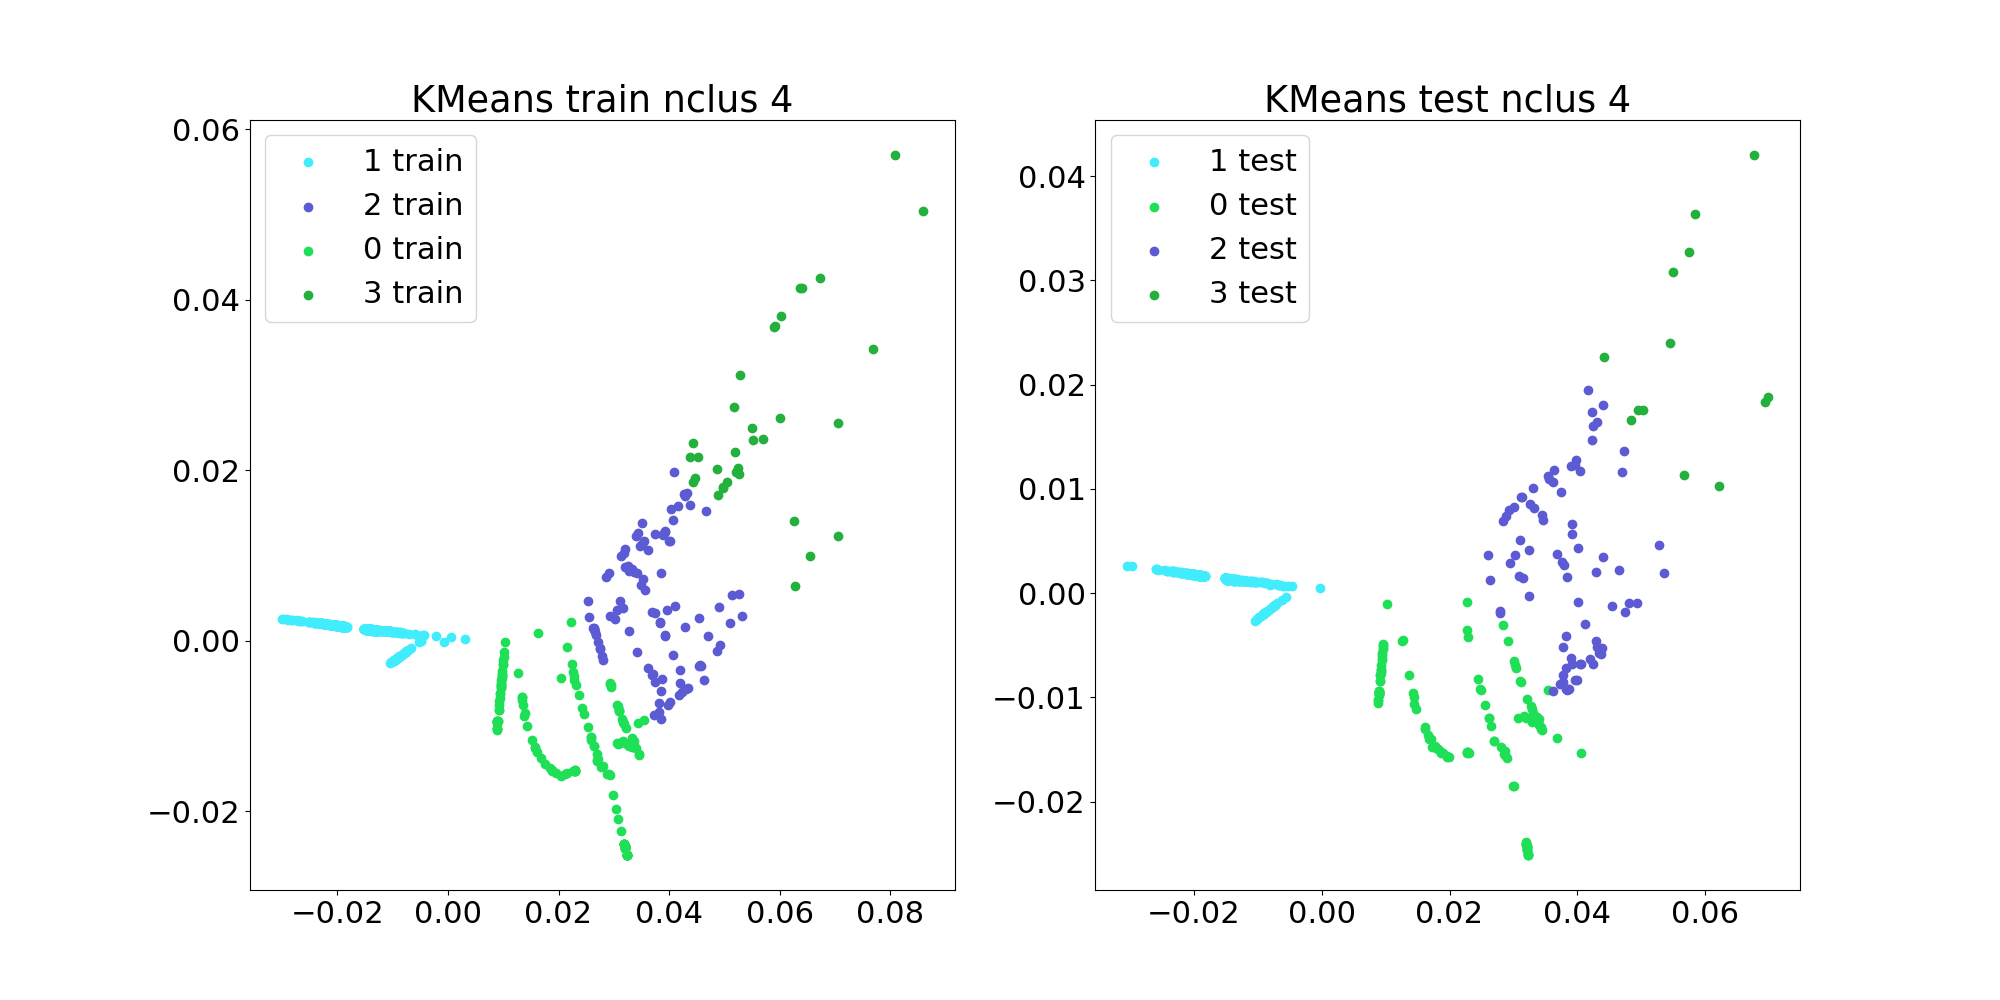 KMeans train nclus 4
0.06
0.04
0.02
0.00
−0.02
1 train
2 train
0 train
3 train
−0.02 0.00 0.02 0.04 0.06 0.08
KMeans test nclus 4
0.04
0.03
0.02
0.01
0.00
−0.01
−0.02
1 test
0 test
2 test
3 test
−0.02 0.00 0.02 0.04 0.06